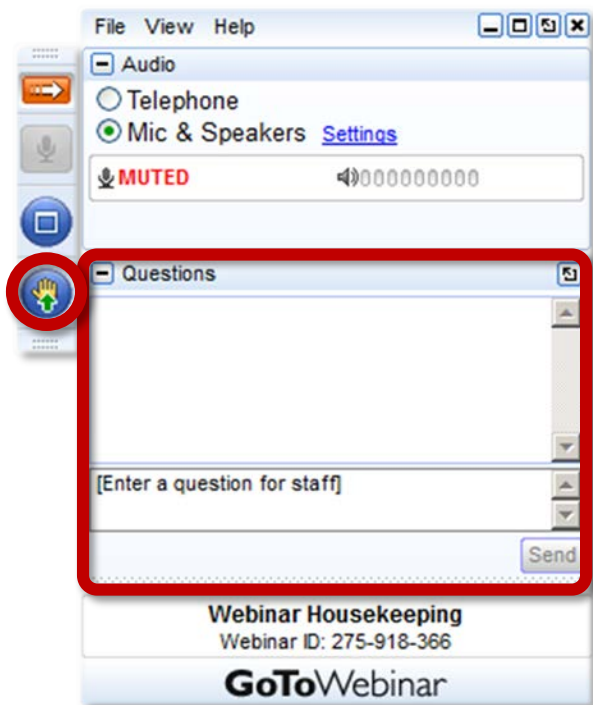 File View Help
Audio
Telephone
Mic & Speakers Settings
MUTED 000000000
Questions
[Enter a question for staff]
Send
Webinar Housekeeping
Webinar ID: 275-918-366
GoToWebinar